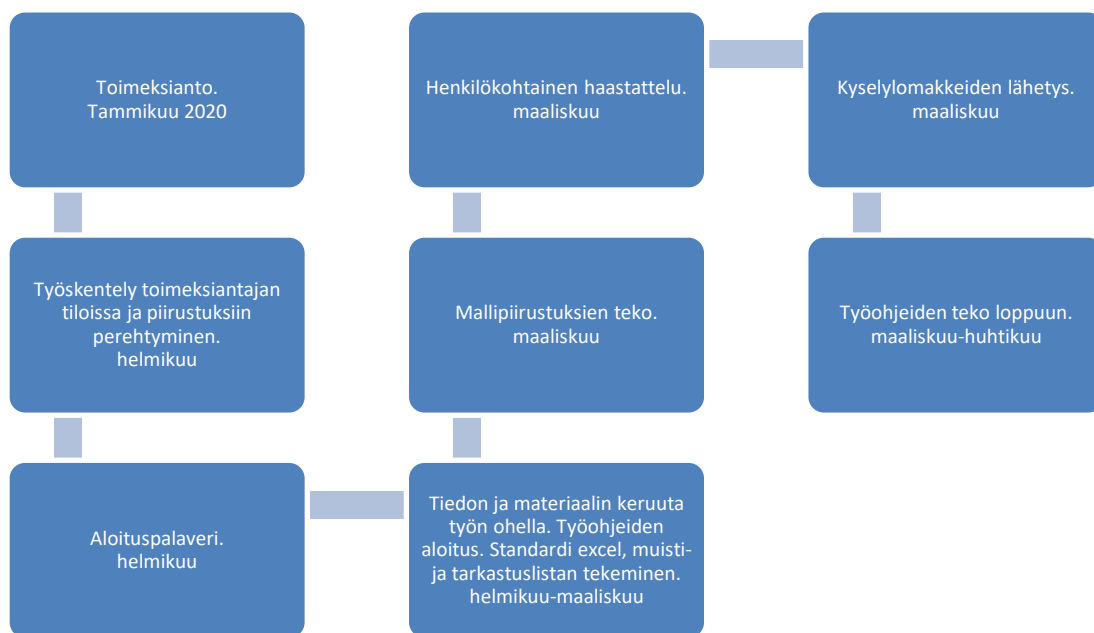 Toimeksianto.
Tammikuu 2020
Työskentely toimeksiantajan
tiloissa ja piirustuksiin
perehtyminen.
helmikuu
Aloituspalaveri.
helmikuu
Tiedon ja materiaalin keruuta
työn ohella. Työohjeiden
aloitus. Standardi excel, muisti-
ja tarkastuslistan tekeminen.
helmikuu-maaliskuu
Mallipiirustuksien teko.
maaliskuu
Henkilökohtainen haastattelu.
maaliskuu
Kyselylomakkeiden lähetys.
maaliskuu
Työohjeiden teko loppuun.
maaliskuu-huhtikuu